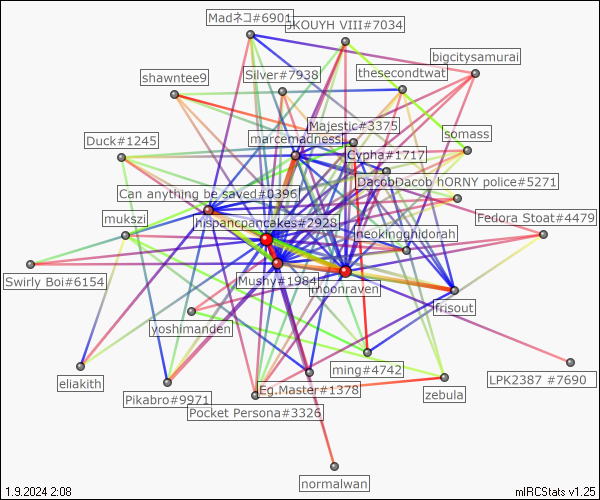 Madネコ#6901
SKOUYH VIII#7034
bigcitysamurai
shawntee9
Silver#7938
thesecondtwat
Majestic#3375
marcemadness
somass
Duck#1245
Cypha#1717
DacobDacob hORNY police#5271
Can anything be saved#0396
mukszi
hispancpancakes#2928
Fedora Stoat#4479
neokingghidorah
Swirly Boi#6154
Mushy#1984
moonraven
frisout
yoshimanden
eliakith
ming#4742
LPK2387 #7690
Pikabro#9971
Eg.Master#1378
zebula
Pocket Persona#3326
normalwan
1.9.2024 2:08
mIRCStats v1.25